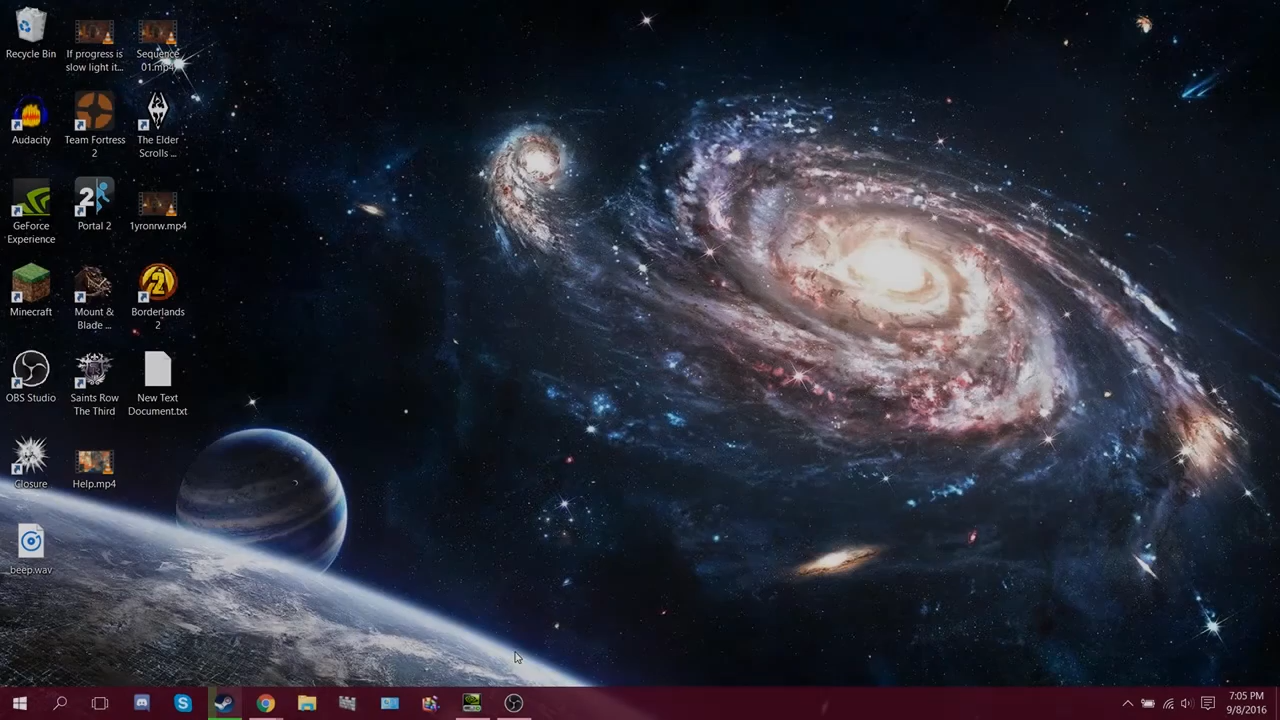 Recycle Bin
If progress is
slow light it...
Sequence
01.mp4
Audacity
Team Fortress
2
The Elder
Scrolls ...
GeForce
Experience
2
Portal 2
1yronrw.mp4
Minecraft
Mount &
Blade ...
Borderlands
2
OBS Studio
Saints Row
The Third
New Text
Document.txt
Closure
Help.mp4
beep.wav
7:05 PM
9/8/2016